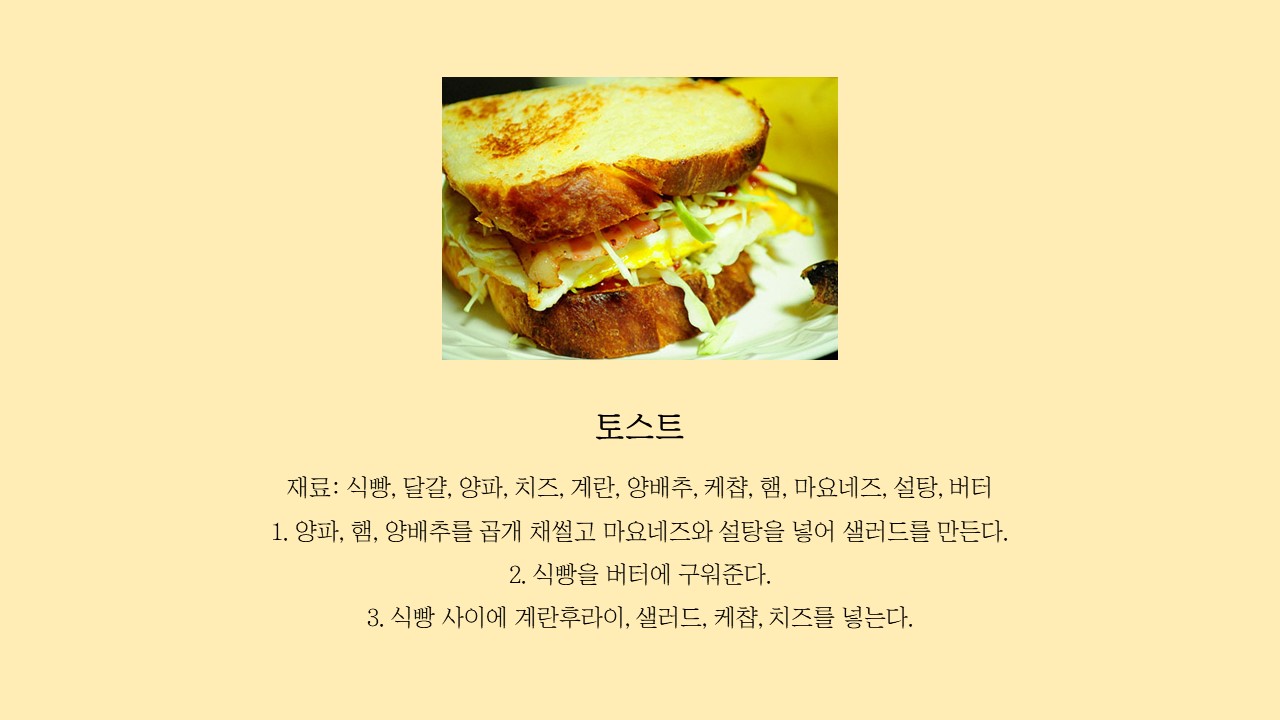 토스트
재료: 식빵, 달걀, 양파, 치즈, 계란, 양배추, 케챱, 햄, 마요네즈, 설탕, 버터
1. 양파, 햄, 양배추를 곱개 채썰고 마요네즈와 설탕을 넣어 샐러드를 만든다.
2. 식빵을 버터에 구워준다.
3. 식빵 사이에 계란후라이, 샐러드, 케챱, 치즈를 넣는다.